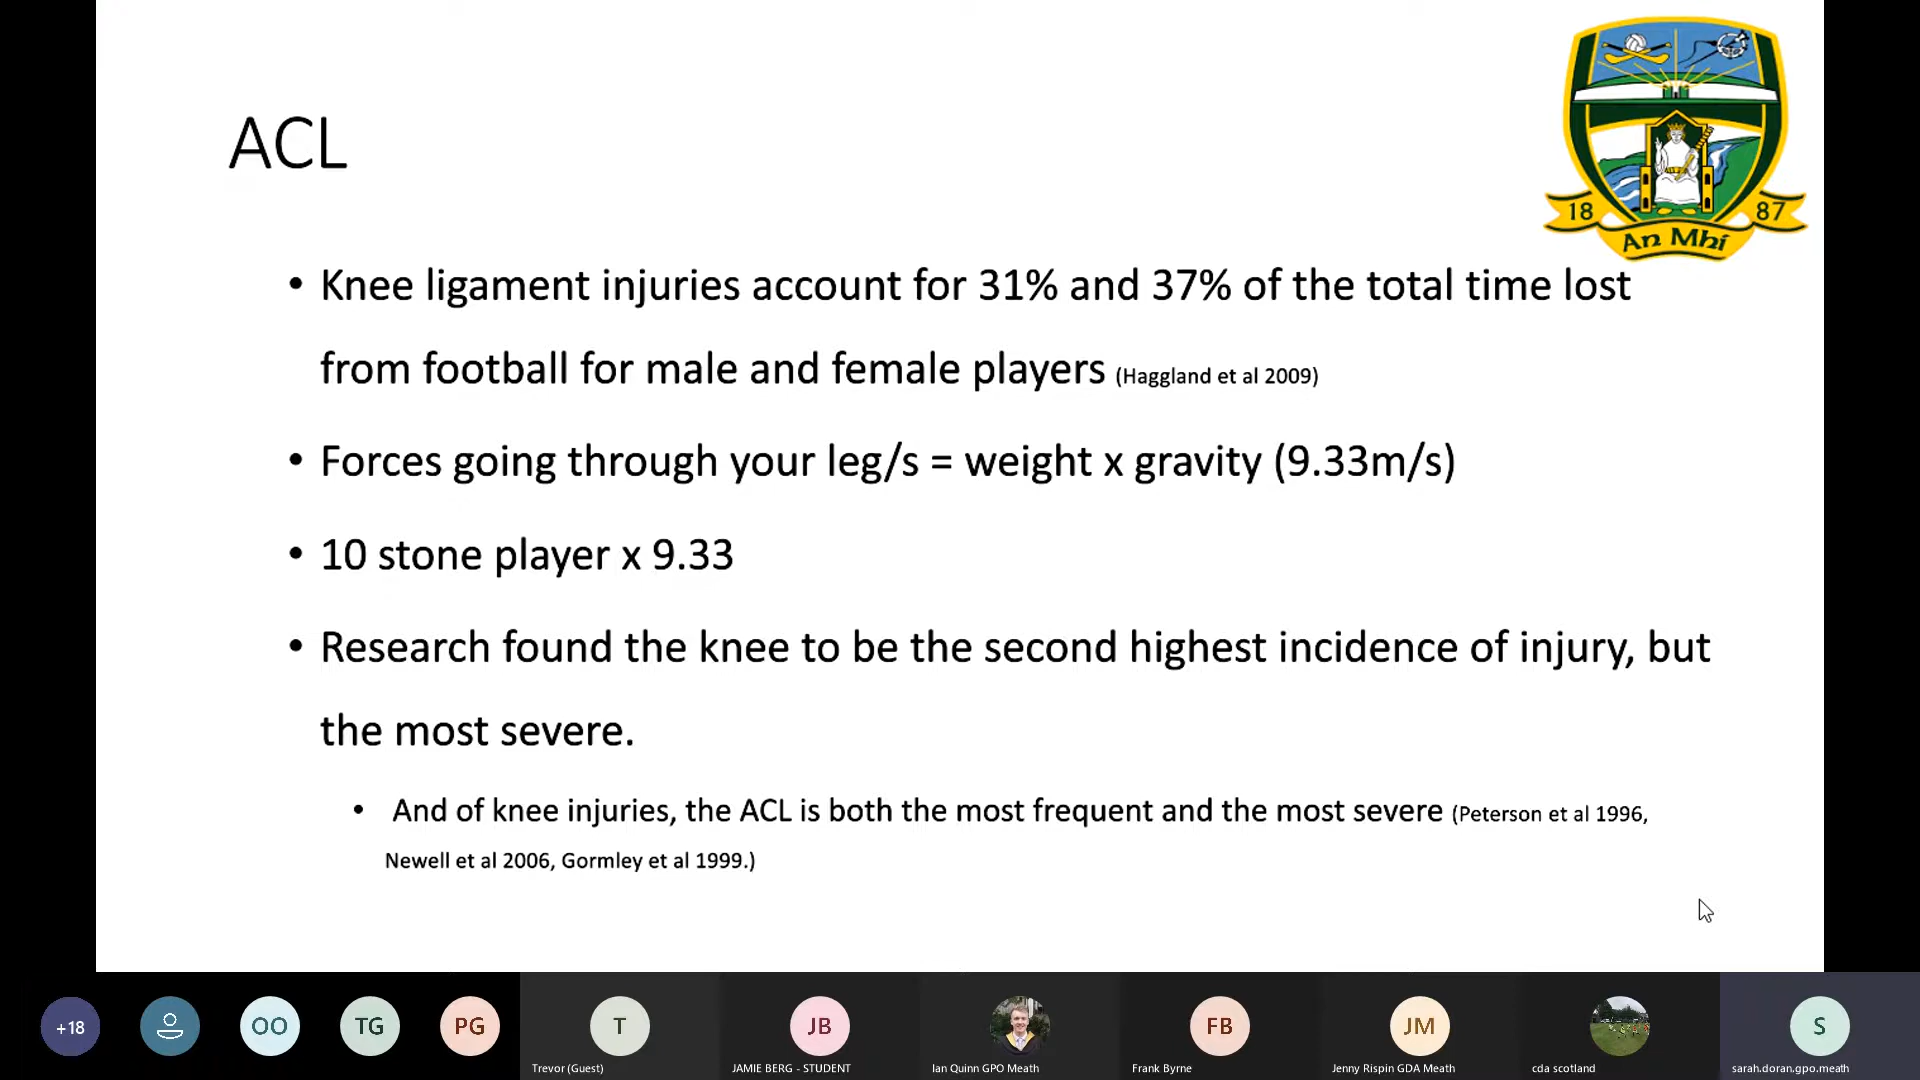 ACL
18 87
An Mhí
• Knee ligament injuries account for 31% and 37% of the total time lost
from football for male and female players (Haggland et al 2009)
• Forces going through your leg/s = weight x gravity (9.33m/s)
• 10 stone player x 9.33
• Research found the knee to be the second highest incidence of injury, but
the most severe.
• And of knee injuries, the ACL is both the most frequent and the most severe (Peterson et al 1996,
Newell et al 2006, Gormley et al 1999.)
+18 OO TG PG T JB FB JM S
Trevor (Guest) JAMIE BERG - STUDENT Ian Quinn GPO Meath Frank Byrne Jenny Rispin GDA Meath cda scotland sarah.doran.gpo.meath